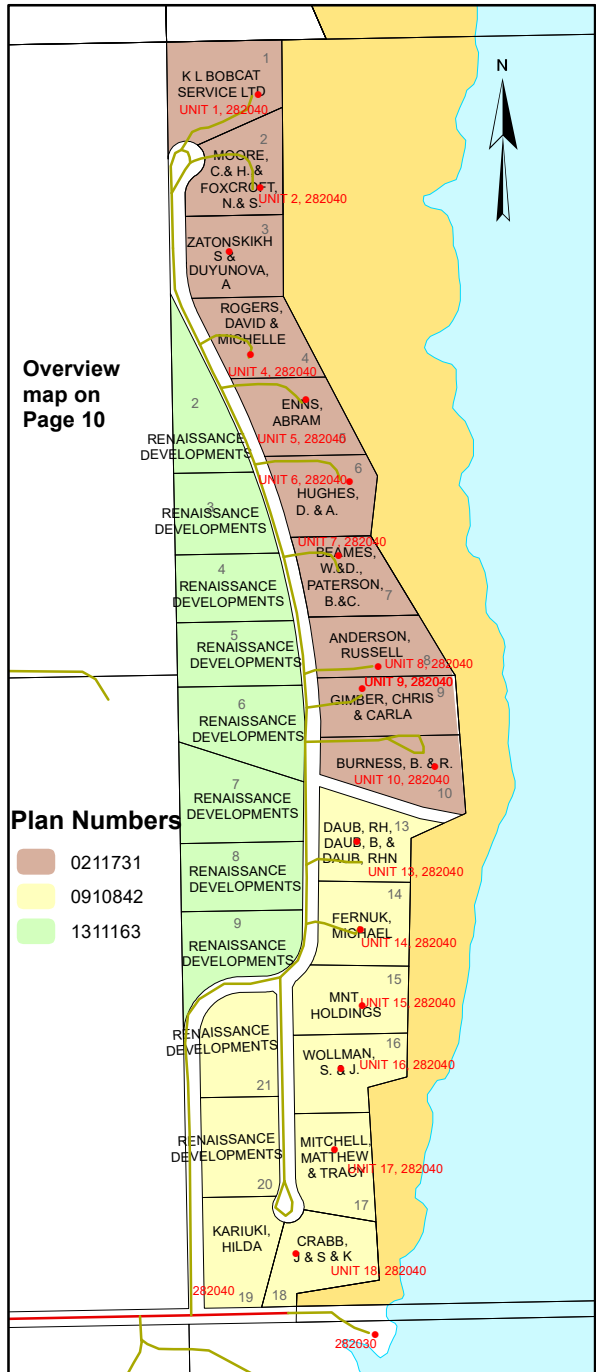 N
1
K L BOBCAT
SERVICE LTD
UNIT 1, 282040
2
MOORE,
C.& H. &
FOXCROFT,
N.& S.
UNIT 2, 282040
3
ZATONSKIKH
S &
DUYUNOVA,
A
ROGERS,
DAVID &
MICHELLE
4
UNIT 4, 282040
Overview
map on
Page 10
ENNS,
ABRAM
UNIT 5, 282040
5
2
RENAISSANCE
DEVELOPMENTS
6
UNIT 6, 282040
HUGHES,
D. & A.
3
RENAISSANCE
DEVELOPMENTS
UNIT 7, 282040
BEAMES,
W.&D.,
PATERSON,
B.&C.
7
4
RENAISSANCE
DEVELOPMENTS
5
RENAISSANCE
DEVELOPMENTS
ANDERSON,
RUSSELL
8
UNIT 8, 282040
UNIT 9, 282040
9
GIMBER, CHRIS
& CARLA
6
RENAISSANCE
DEVELOPMENTS
BURNESS, B. & R.
UNIT 10, 282040
10
7
RENAISSANCE
DEVELOPMENTS
Plan Numbers
0211731
0910842
1311163
13
DAUB, RH,
DAUB, B, &
DAUB, RHN
UNIT 13, 282040
8
RENAISSANCE
DEVELOPMENTS
14
FERNUK,
MICHAEL
UNIT 14, 282040
9
RENAISSANCE
DEVELOPMENTS
15
MNT
HOLDINGS
UNIT 15, 282040
16
WOLLMAN,
S. & J.
UNIT 16, 282040
RENAISSANCE
DEVELOPMENTS
21
RENAISSANCE
DEVELOPMENTS
20
MITCHELL,
MATTHEW
& TRACY
UNIT 17, 282040
17
KARIUKI,
HILDA
19
CRABB,
J & S & K
UNIT 18, 282040
18
282040
282030